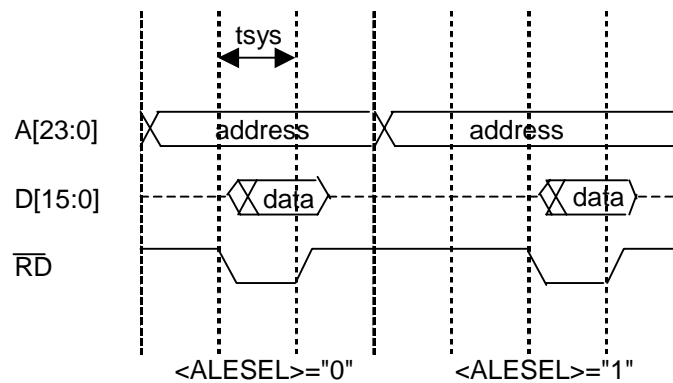 tsys
A[23:0] address address
D[15:0] data data
RD
<ALESEL>="0" <ALESEL>="1"